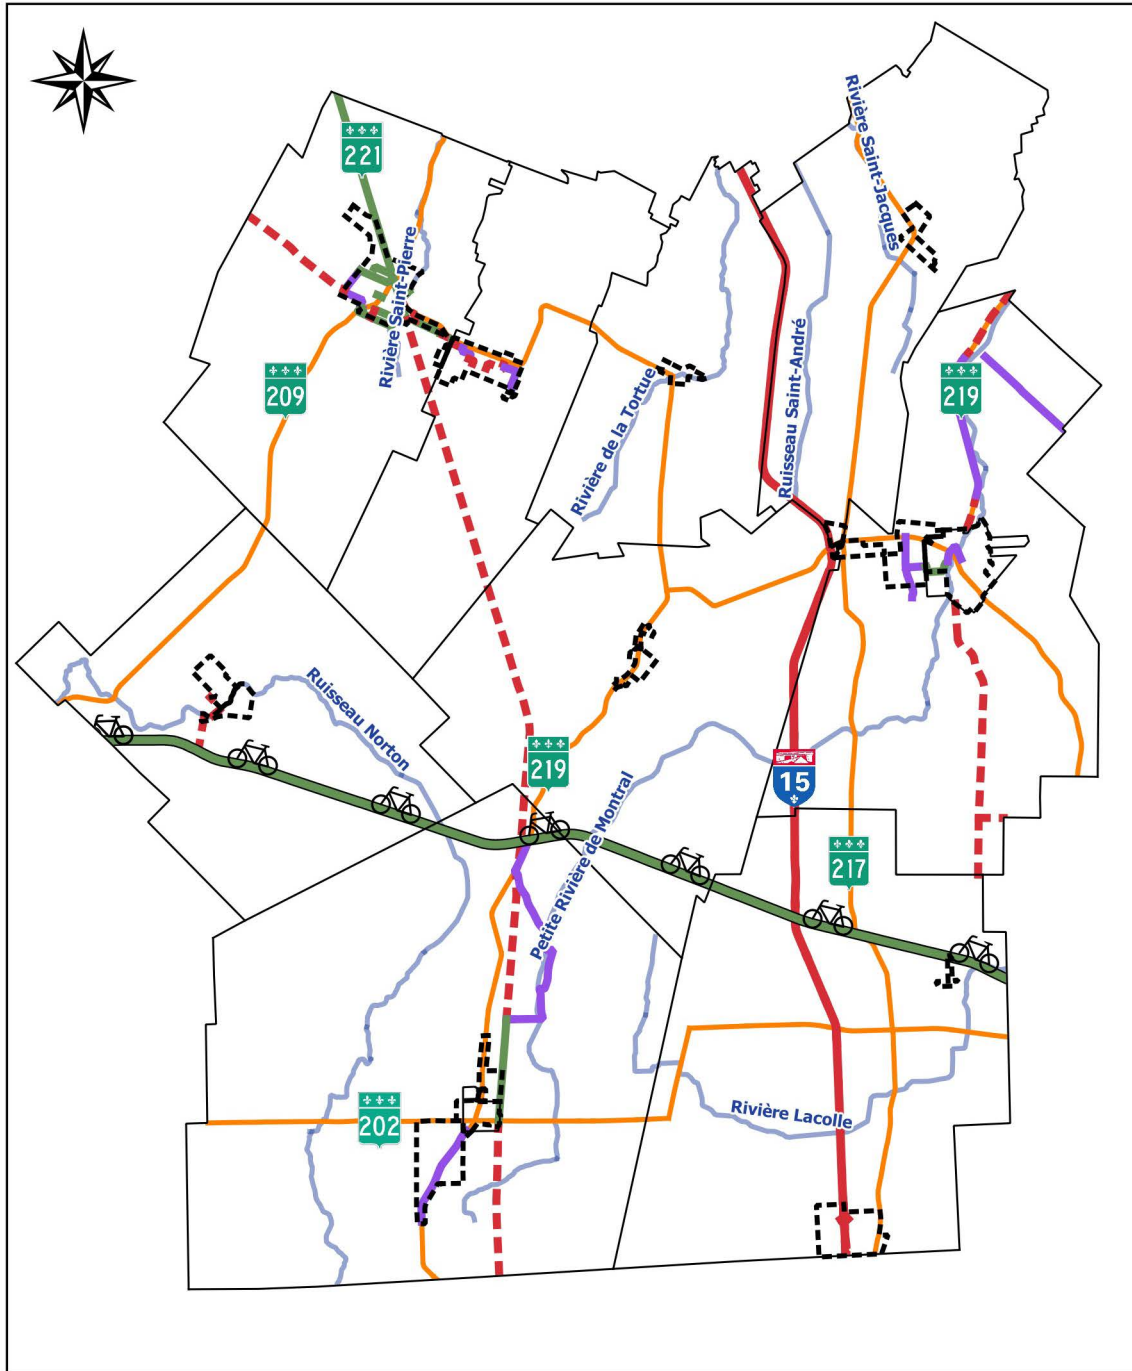 Rivière Saint-Jacques
221
Rivière Saint-Pierre
Ruisseau Saint-André
219
209
Rivière de la Tortue
Ruisseau Norton
219
15
Petite Rivière de Montral
217
202
Rivière Lacolle